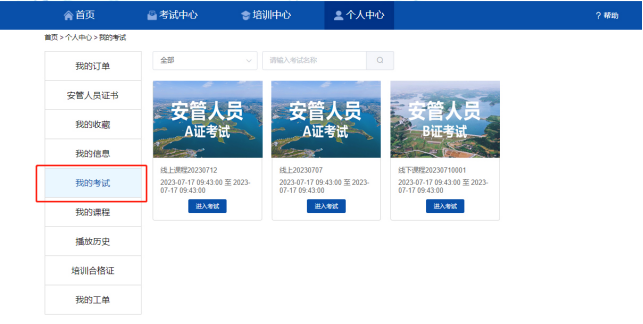 首页 考试中心 培训中心 个人中心 ? 帮助
首页 > 个人中心 > 我的考试
我的订单
安管人员证书
我的收藏
我的信息
我的考试
我的课程
播放历史
培训合格证
我的工单
全部 请输入考试名称
安管人员
A证考试
线上课程20230712
2023-07-17 09:43:00 至 2023-
07-17 09:43:00
进入考试
安管人员
A证考试
线上20230707
2023-07-17 09:43:00 至 2023-
07-17 09:43:00
进入考试
安管人员
B证考试
线下课程20230710001
2023-07-17 09:43:00 至 2023-
07-17 09:43:00
进入考试